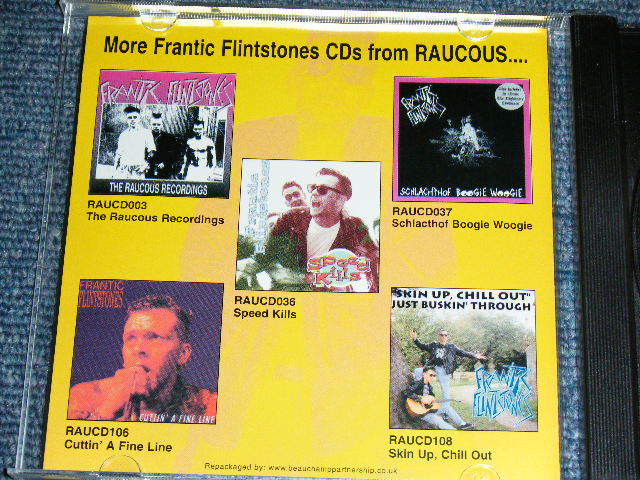 More Frantic Flintstones CDs from RAUCOUS....
FRANTIC FLINTSTONES
THE RAUCOUS RECORDINGS
RAUCD003
The Raucous Recordings
FRANTIC FLINTSTONES
SCHLACHTHOF BOOGIE WOOGIE
RAUCD037
Schlacthof Boogie Woogie
Speed Kills
RAUCD036
Speed Kills
FRANTIC
FLINTSTONES
CUTTIN' A FINE LINE
RAUCD106
Cuttin' A Fine Line
"SKIN UP, CHILL OUT"
JUST BUSKIN' THROUGH
FRANTIC
FLINTSTONES
RAUCD108
Skin Up, Chill Out
Repackaged by: www.beauchamppartnership.co.uk